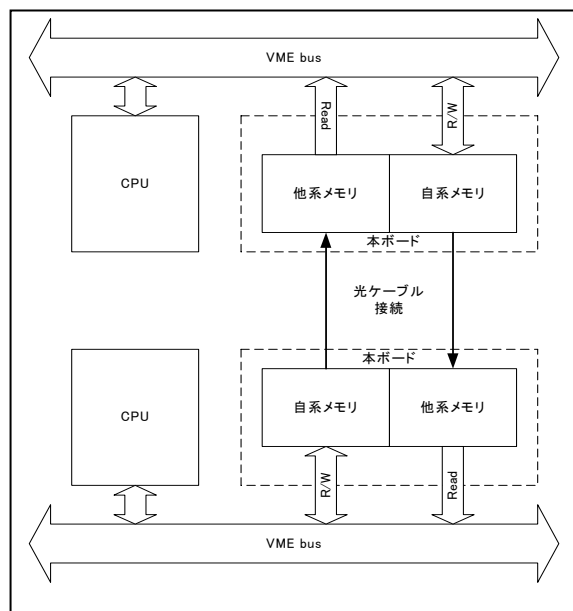 VME bus
Read
R/W
CPU
他系メモリ
自系メモリ
本ボード
光ケーブル
接続
本ボード
CPU
自系メモリ
他系メモリ
R/W
Read
VME bus